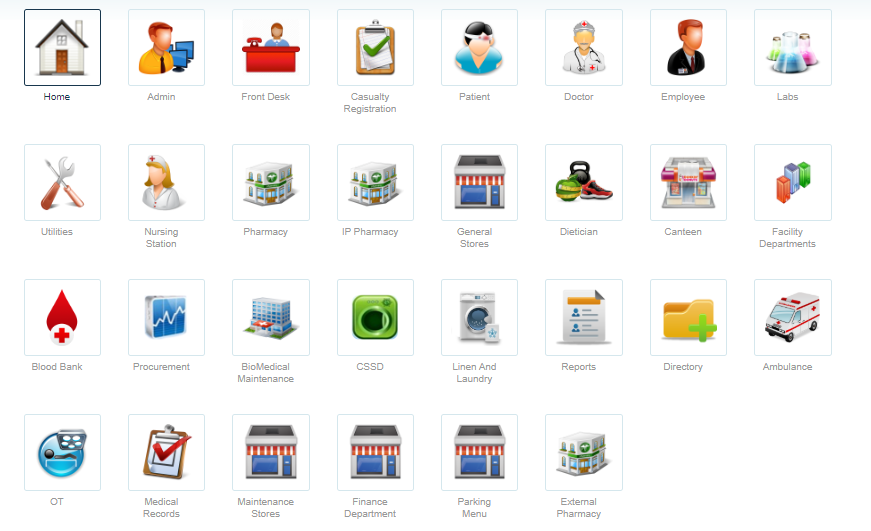 Home
Admin
Front Desk
Casualty
Registration
Patient
Doctor
Employee
Labs
Utilities
Nursing
Station
Pharmacy
IP Pharmacy
General
Stores
Dietician
Canteen
Facility
Departments
Blood Bank
Procurement
BioMedical
Maintenance
CSSD
Linen And
Laundry
Reports
Directory
Ambulance
OT
Medical
Records
Maintenance
Stores
Finance
Department
Parking
Menu
External
Pharmacy